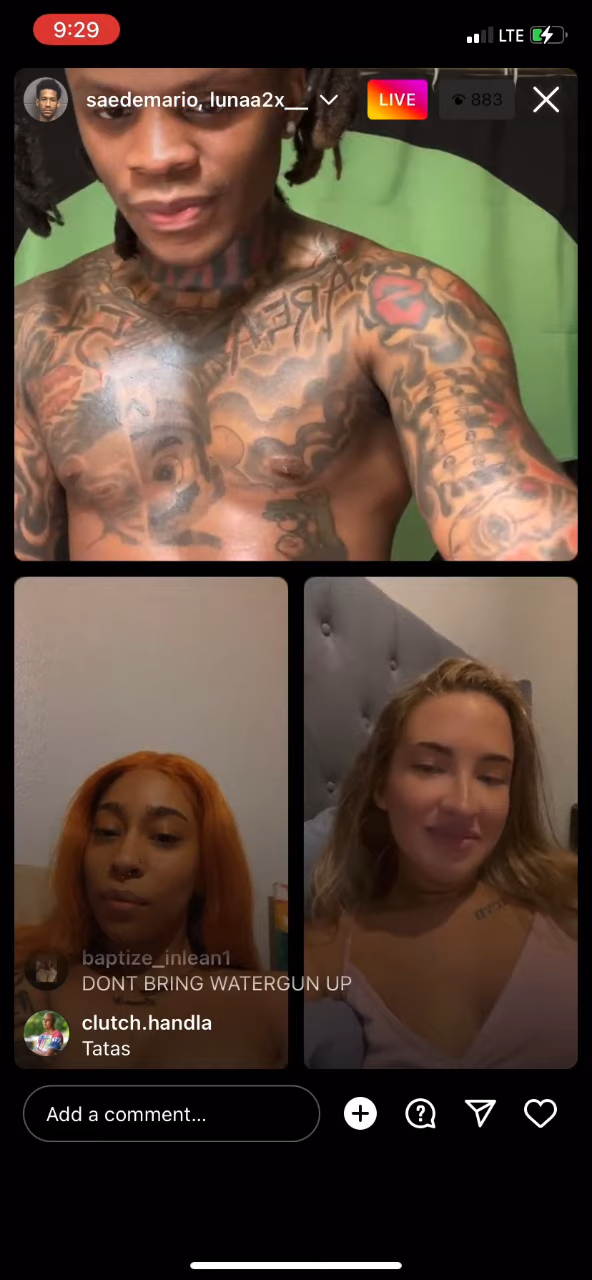 9:29
LTE
saedemario, lunaa2x__
LIVE
883
baptize_inlean1
DONT BRING WATERGUN UP
clutch.handla
Tatas
Add a comment...